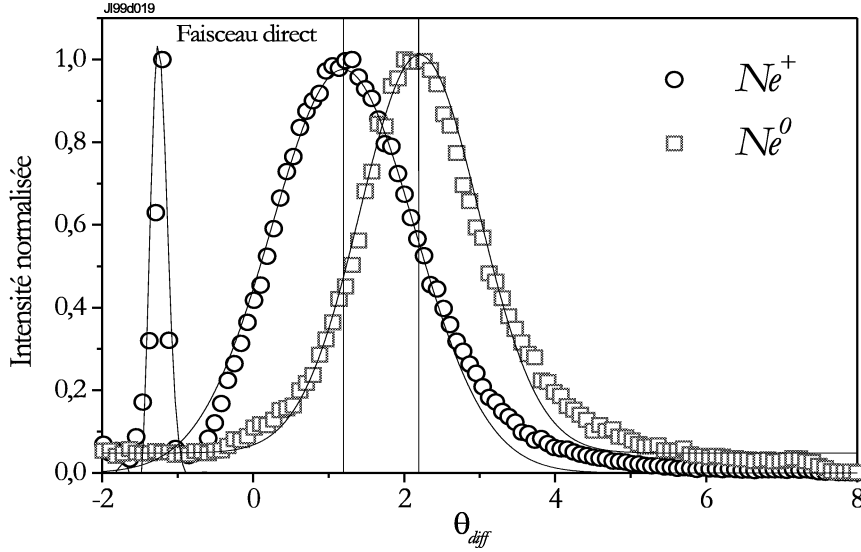 JI99d019
Faisceau direct
Ne+
Ne0
Intensité normalisée
1,0
0,8
0,6
0,4
0,2
0,0
-2 0 2 4 6 8
θdiff